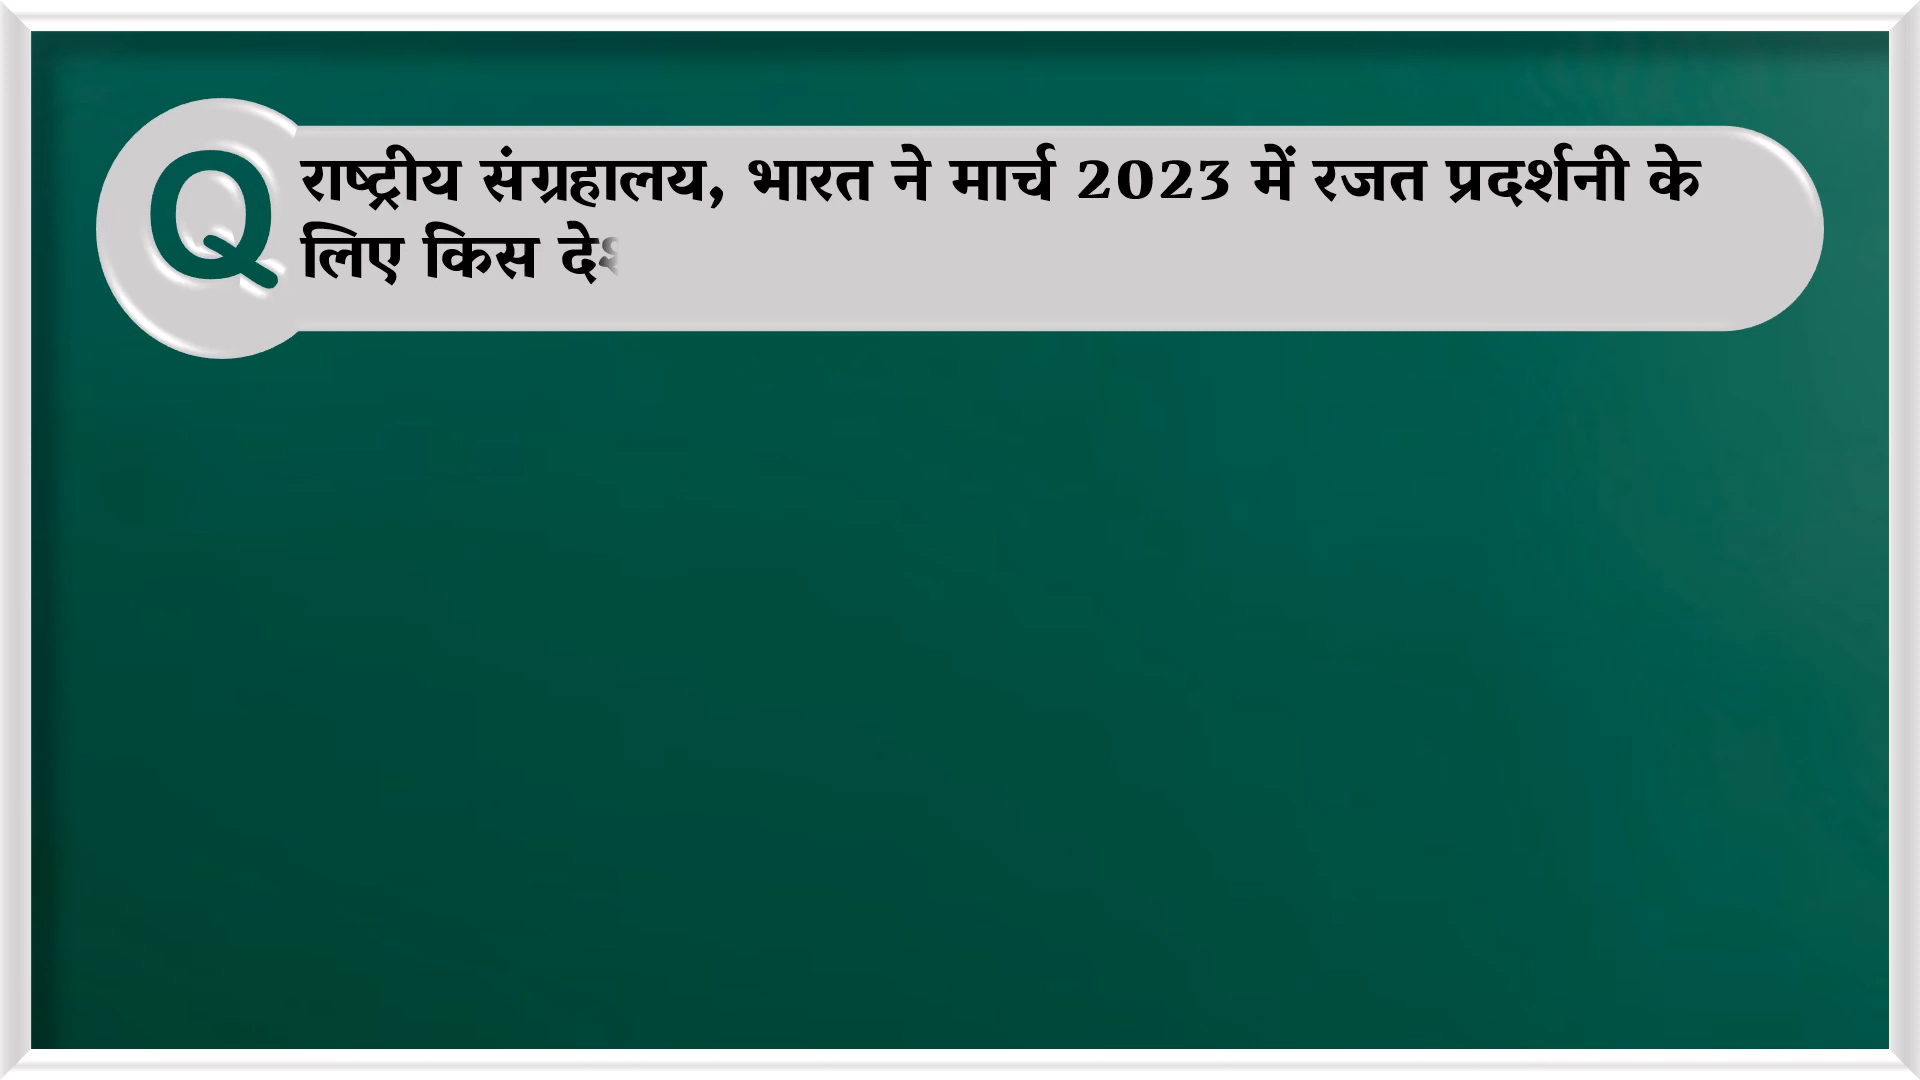 Q राष्ट्रीय संग्रहालय, भारत ने मार्च 2023 में रजत प्रदर्शनी के
लिए किस